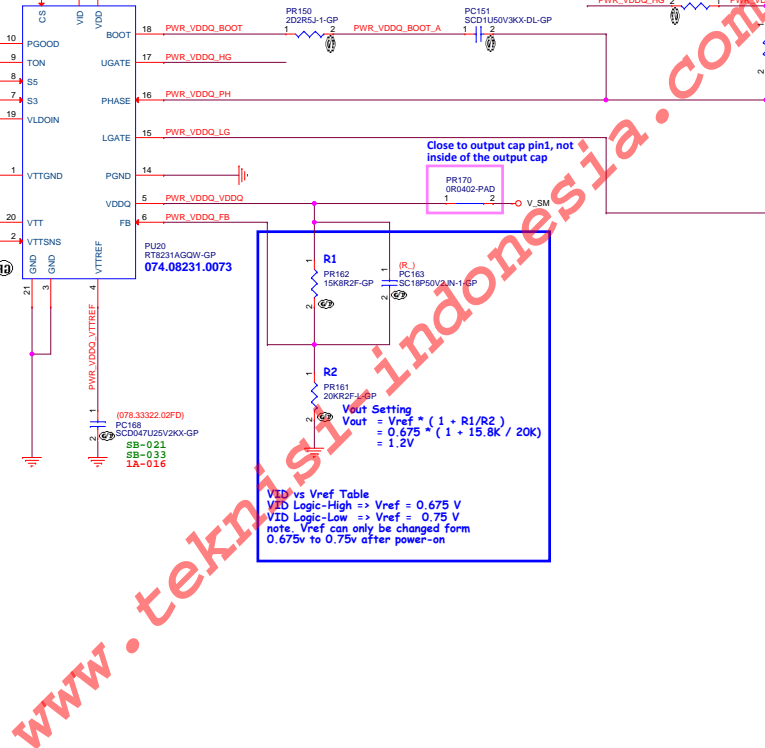 CS
VID
VDD
PWR_VDDQ_HG
PR150
2D2R5J-1-GP
PC151
SCD1U50V3KX-DL-GP
BOOT 18 PWR_VDDQ_BOOT 1 2 PWR_VDDQ_BOOT_A 1 2
10 PGOOD
9 TON
UGATE 17 PWR_VDDQ_HG
8 S5
7 S3
PHASE 16 PWR_VDDQ_PH
19 VLDOIN
LGATE 15 PWR_VDDQ_LG
Close to output cap pin1, not
inside of the output cap
1 VTTGND
PGND 14
PR170
0R0402-PAD
VDDQ 5 PWR_VDDQ_VDDQ 1 2 V_SM
20 VTT
FB 6 PWR_VDDQ_FB
2 VTTSNS
GND
GND
VTTREF
PU20
RT8231AGQW-GP
074.08231.0073
21
3
4
PWR_VDDQ_VTTREF
R1
PR162
15K8R2F-GP
1
2
(R_)
PC163
SC18P50V2JN-1-GP
1
2
R2
PR161
20KR2F-L-GP
1
2
(078.33322.02FD)
PC168
SCD047U25V2KX-GP
1
2
SB-021
SB-033
1A-016
Vout Setting
Vout = Vref * ( 1 + R1/R2 )
= 0.675 * ( 1 + 15.8K / 20K)
= 1.2V
VID vs Vref Table
VID Logic-High => Vref = 0.675 V
VID Logic-Low => Vref = 0.75 V
note. Vref can only be changed form
0.675v to 0.75v after power-on
www.teknisi-indonesia.com